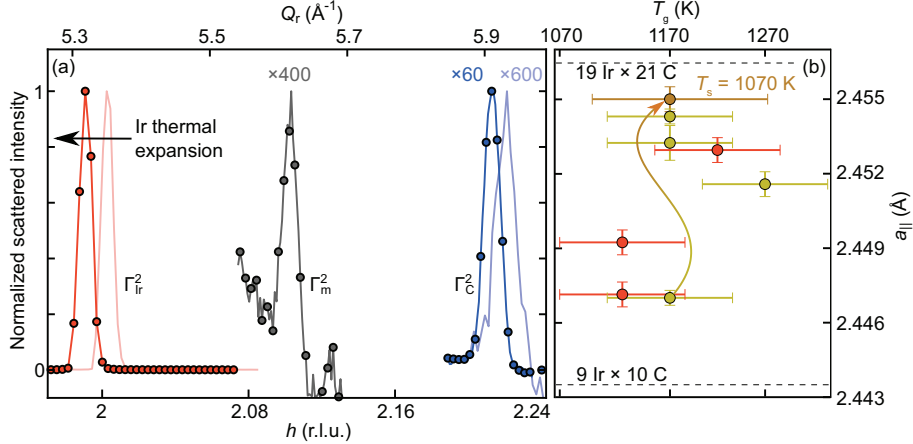 Q_r (Å⁻¹)
5.3 5.5 5.7 5.9
T_g (K)
1070 1170 1270
(a)
×400
×60 ×600
(b)
19 Ir × 21 C
T_s = 1070 K
Ir thermal
expansion
Γ²_Ir
Γ²_m
Γ²_C
9 Ir × 10 C
Normalized scattered intensity
1
0
2.455
2.452
2.449
2.446
2.443
a_|| (Å)
2 2.08 2.16 2.24
h (r.l.u.)